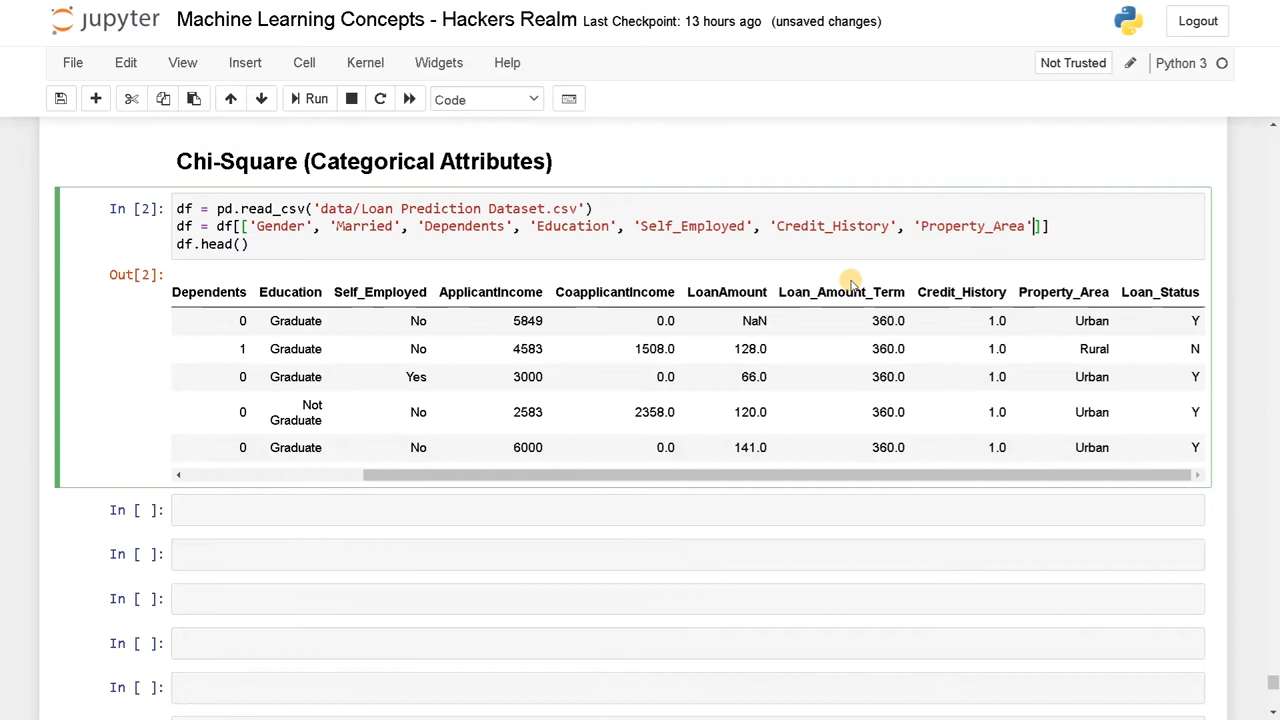 jupyter Machine Learning Concepts - Hackers Realm Last Checkpoint: 13 hours ago (unsaved changes) Logout
File Edit View Insert Cell Kernel Widgets Help Not Trusted Python 3
Run Code
Chi-Square (Categorical Attributes)
In [2]: df = pd.read_csv('data/Loan Prediction Dataset.csv')
df = df[['Gender', 'Married', 'Dependents', 'Education', 'Self_Employed', 'Credit_History', 'Property_Area']]
df.head()
Out[2]:
Dependents Education Self_Employed ApplicantIncome CoapplicantIncome LoanAmount Loan_Amount_Term Credit_History Property_Area Loan_Status
0 Graduate No 5849 0.0 NaN 360.0 1.0 Urban Y
1 Graduate No 4583 1508.0 128.0 360.0 1.0 Rural N
0 Graduate Yes 3000 0.0 66.0 360.0 1.0 Urban Y
0 Not Graduate No 2583 2358.0 120.0 360.0 1.0 Urban Y
0 Graduate No 6000 0.0 141.0 360.0 1.0 Urban Y
In [ ]:
In [ ]:
In [ ]:
In [ ]:
In [ ]: